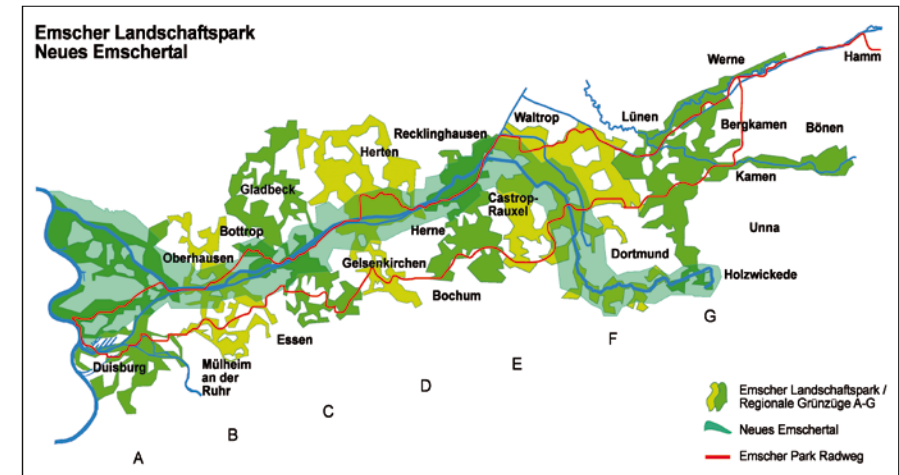 Emscher Landschaftspark
Neues Emschertal
Werne
Hamm
Waltrop
Lünen
Recklinghausen
Bergkamen
Bönen
Herten
Kamen
Gladbeck
Castrop-
Rauxel
Bottrop
Herne
Unna
Oberhausen
Gelsenkirchen
Dortmund
Holzwickede
Bochum
Essen
Duisburg
Mülheim
an der
Ruhr
A
B
C
D
E
F
G
Emscher Landschaftspark /
Regionale Grünzüge A-G
Neues Emschertal
Emscher Park Radweg